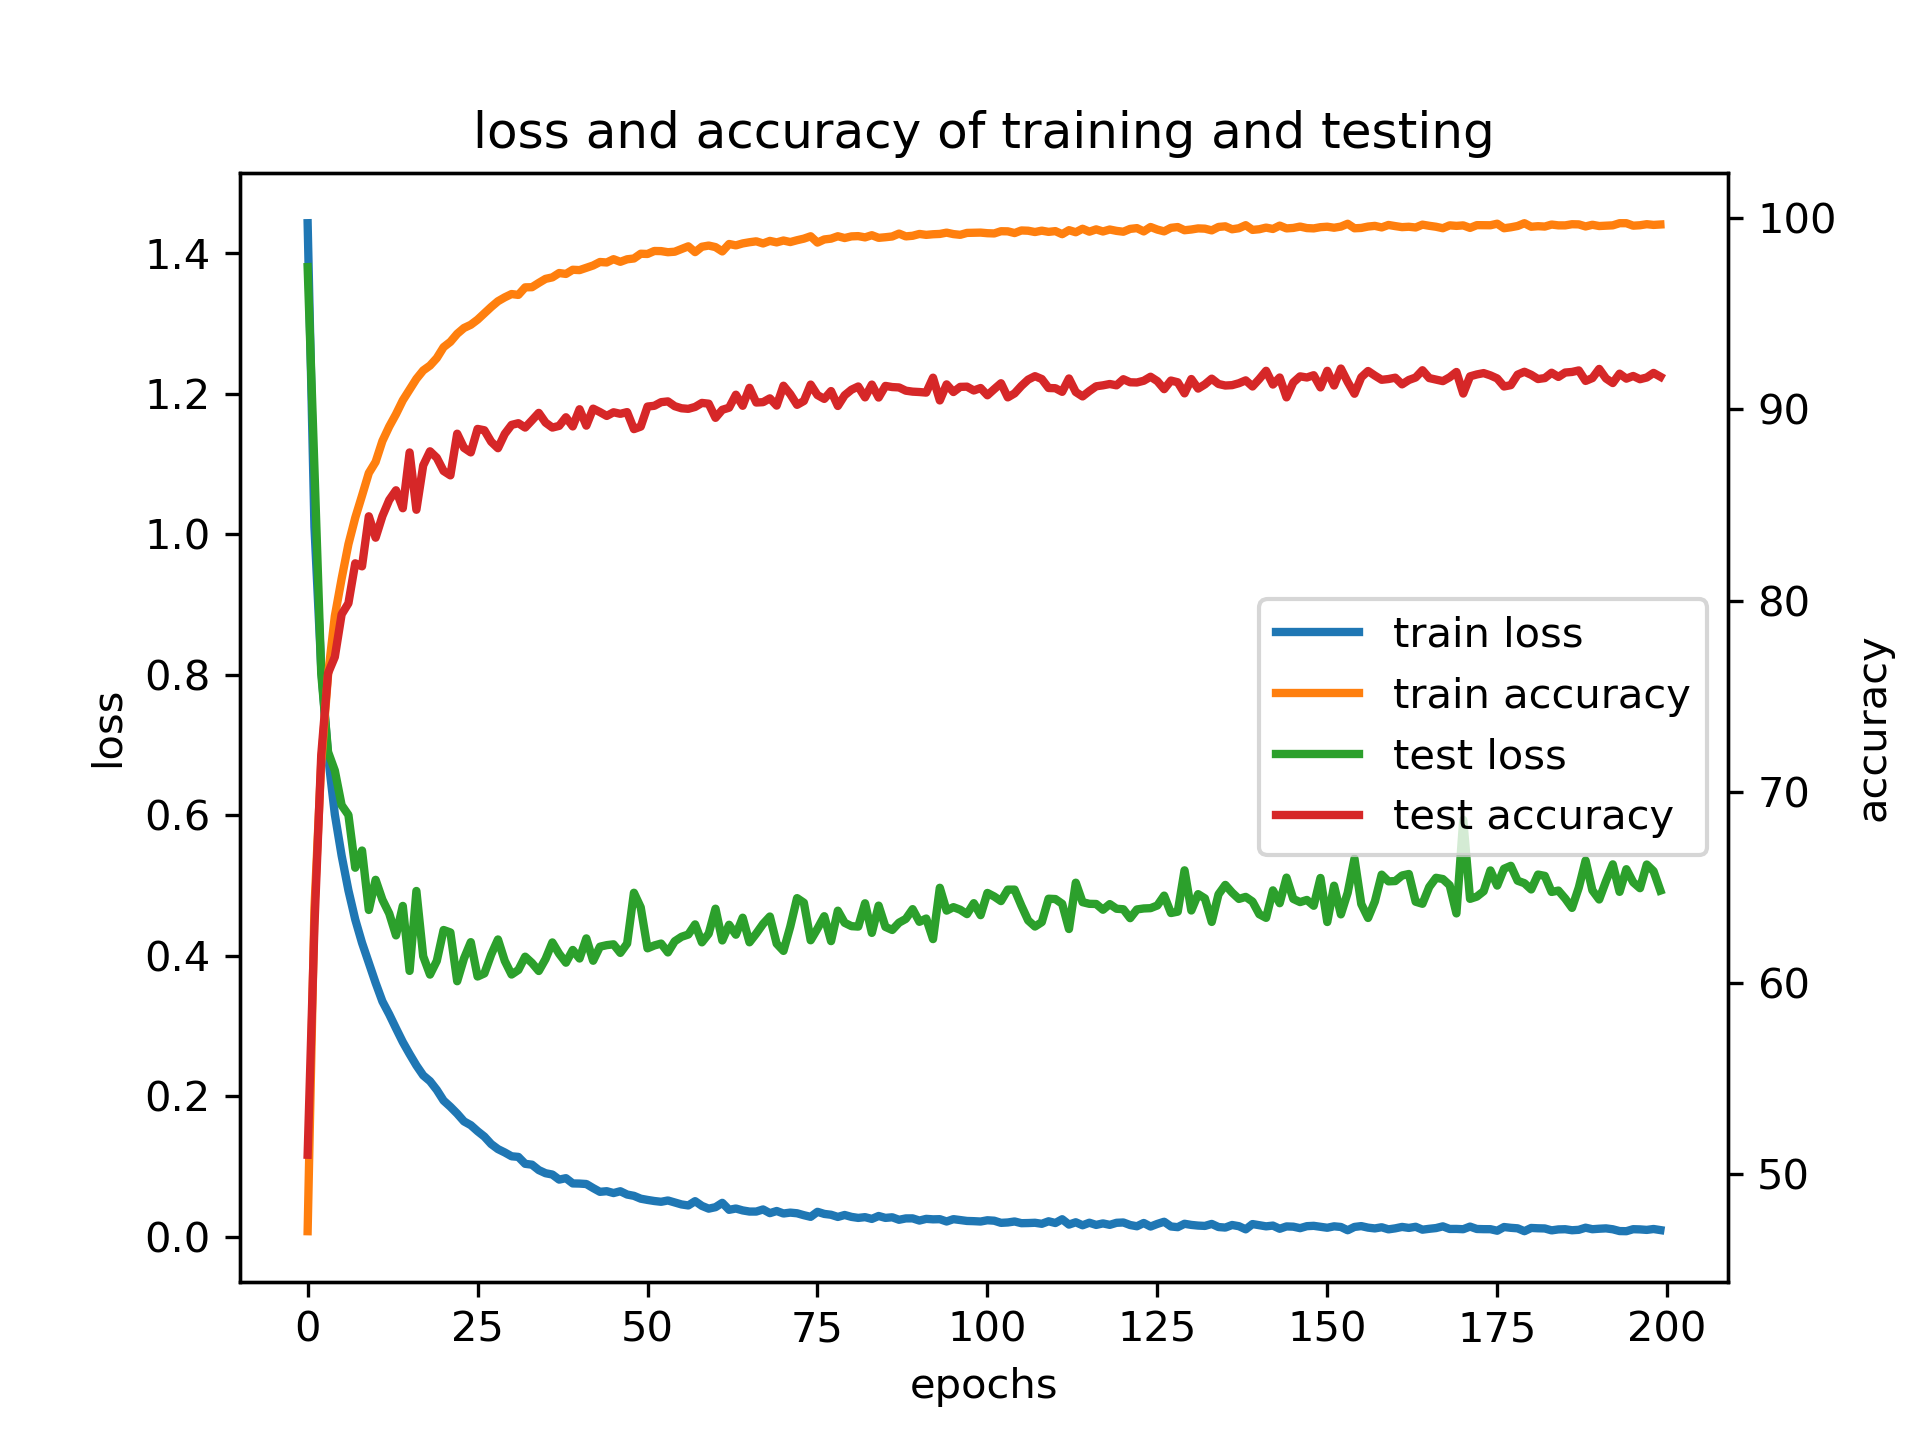 loss and accuracy of training and testing
1.4
1.2
1.0
0.8
0.6
0.4
0.2
0.0
loss
100
90
80
70
60
50
accuracy
train loss
train accuracy
test loss
test accuracy
0 25 50 75 100 125 150 175 200
epochs